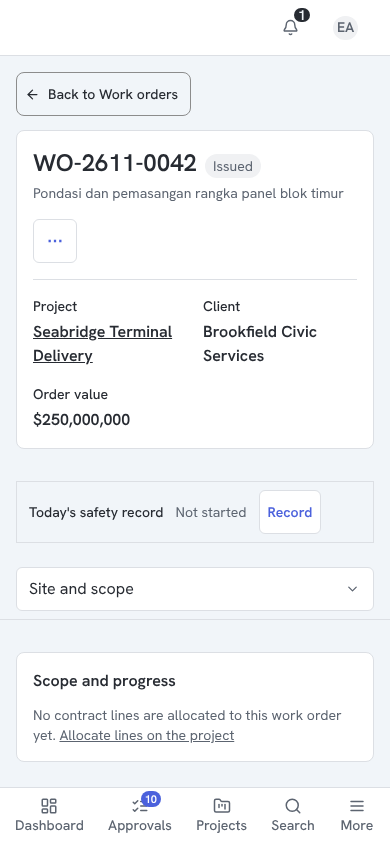 1
EA
Back to Work orders
WO-2611-0042 Issued
Pondasi dan pemasangan rangka panel blok timur
...
Project Client
Seabridge Terminal Brookfield Civic
Delivery Services
Order value
$250,000,000
Today's safety record Not started Record
Site and scope
Scope and progress
No contract lines are allocated to this work order
yet. Allocate lines on the project
10
Dashboard Approvals Projects Search More